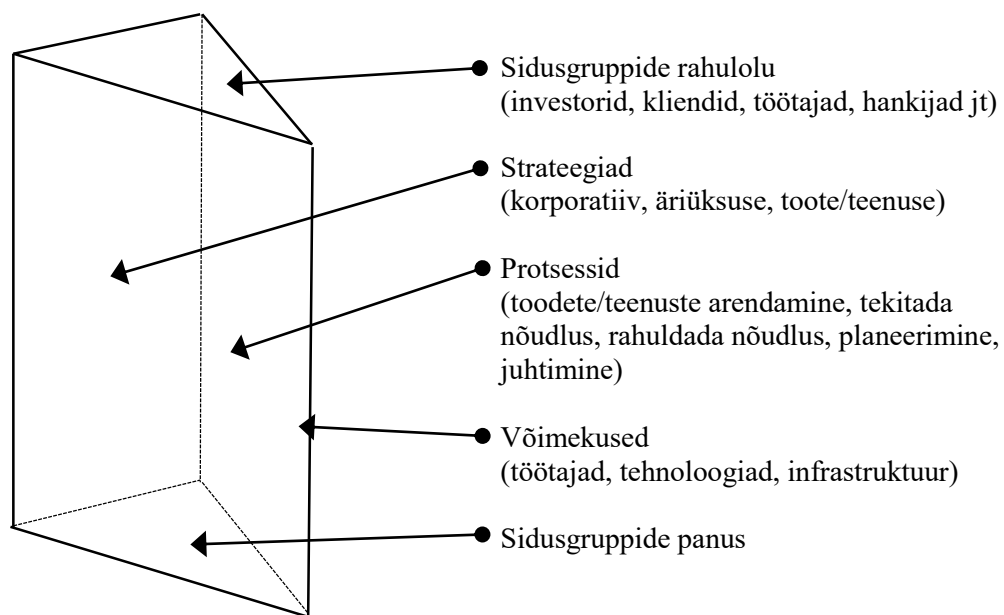 Sidusgruppide rahulolu
(investorid, kliendid, töötajad, hankijad jt)
Strateegiad
(korporatiiv, äriüksuse, toote/teenuse)
Protsessid
(toodete/teenuste arendamine, tekitada
nõudlus, rahuldada nõudlus, planeerimine,
juhtimine)
Võimekused
(töötajad, tehnoloogiad, infrastruktuur)
Sidusgruppide panus